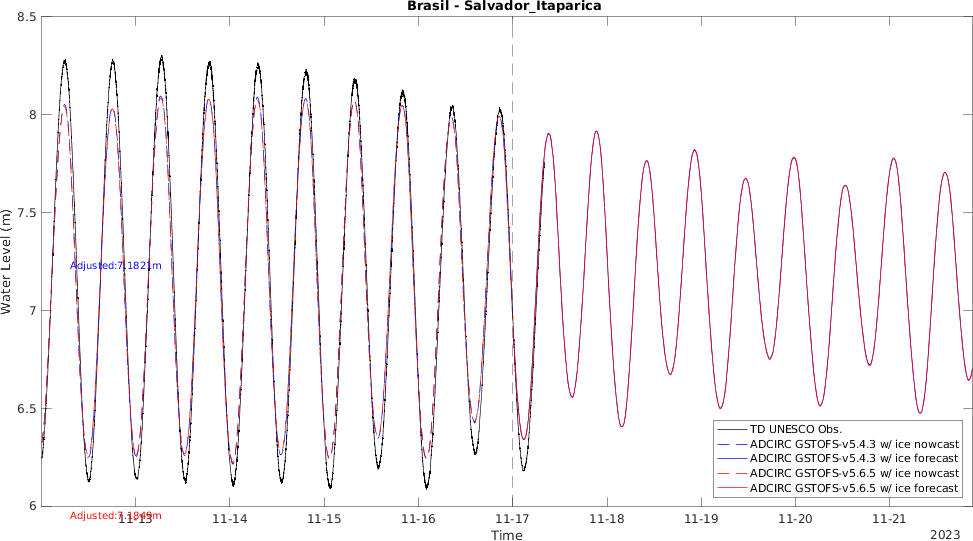 Brasil - Salvador_Itaparica
8.5
8
7.5
7
6.5
6
Water Level (m)
Adjusted:7.1821m
Adjusted:7.1849m
TD UNESCO Obs.
ADCIRC GSTOFS-v5.4.3 w/ ice nowcast
ADCIRC GSTOFS-v5.4.3 w/ ice forecast
ADCIRC GSTOFS-v5.6.5 w/ ice nowcast
ADCIRC GSTOFS-v5.6.5 w/ ice forecast
11-13 11-14 11-15 11-16 11-17 11-18 11-19 11-20 11-21
Time
2023